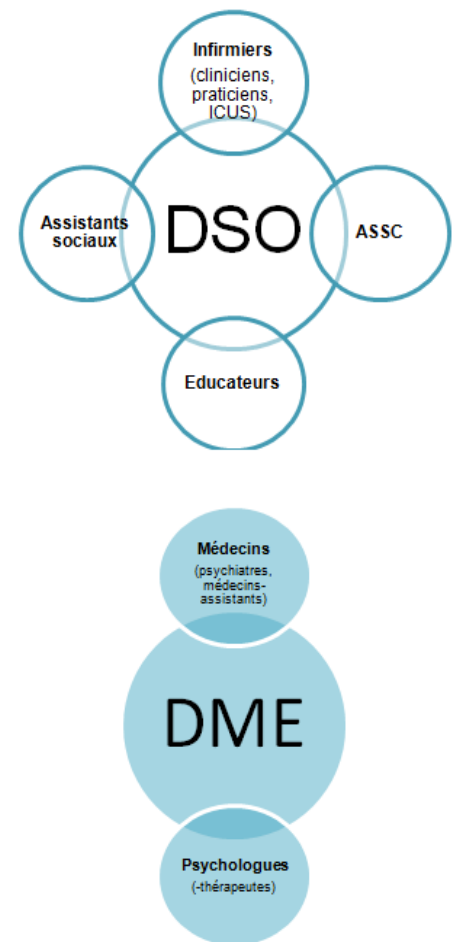 Infirmiers
(cliniciens,
praticiens,
ICUS)
Assistants
sociaux
DSO
ASSC
Educateurs
Médecins
(psychiatres,
médecins-
assistants)
DME
Psychologues
(-thérapeutes)